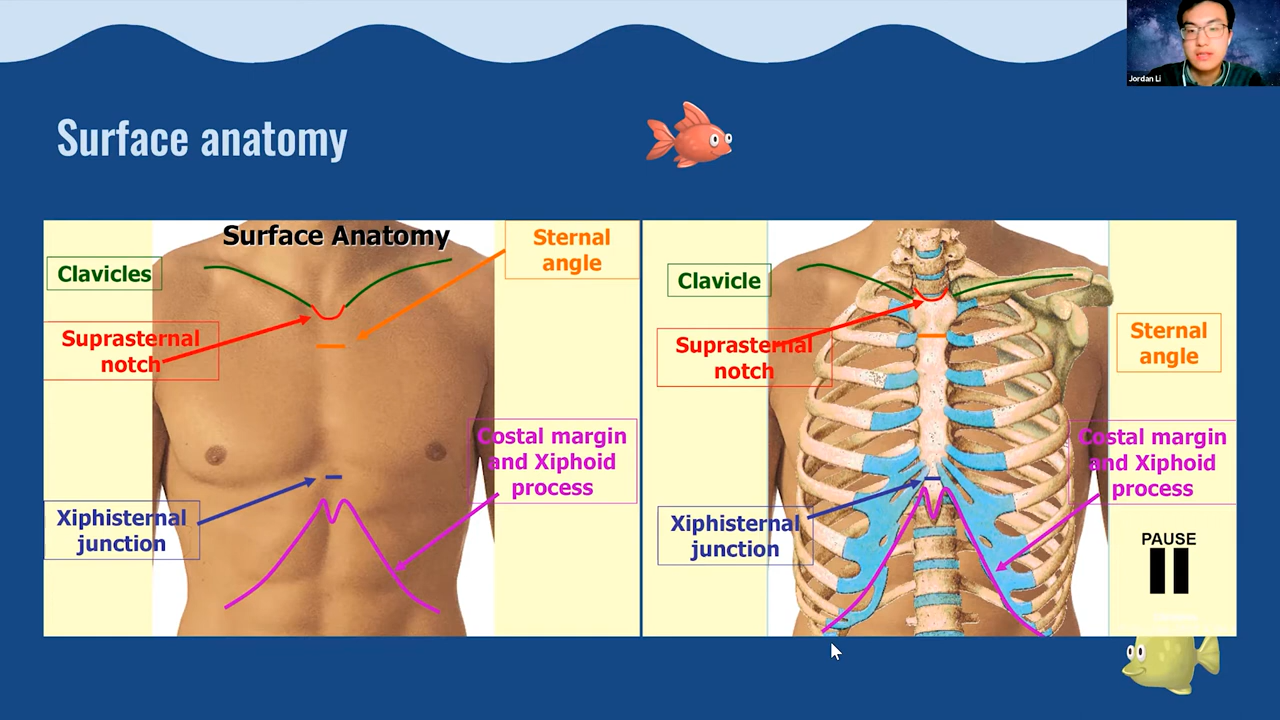 Jordan Li
Surface anatomy
Surface Anatomy
Clavicles
Suprasternal
notch
Sternal
angle
Costal margin
and Xiphoid
process
Xiphisternal
junction
Clavicle
Suprasternal
notch
Sternal
angle
Costal margin
and Xiphoid
process
Xiphisternal
junction
PAUSE